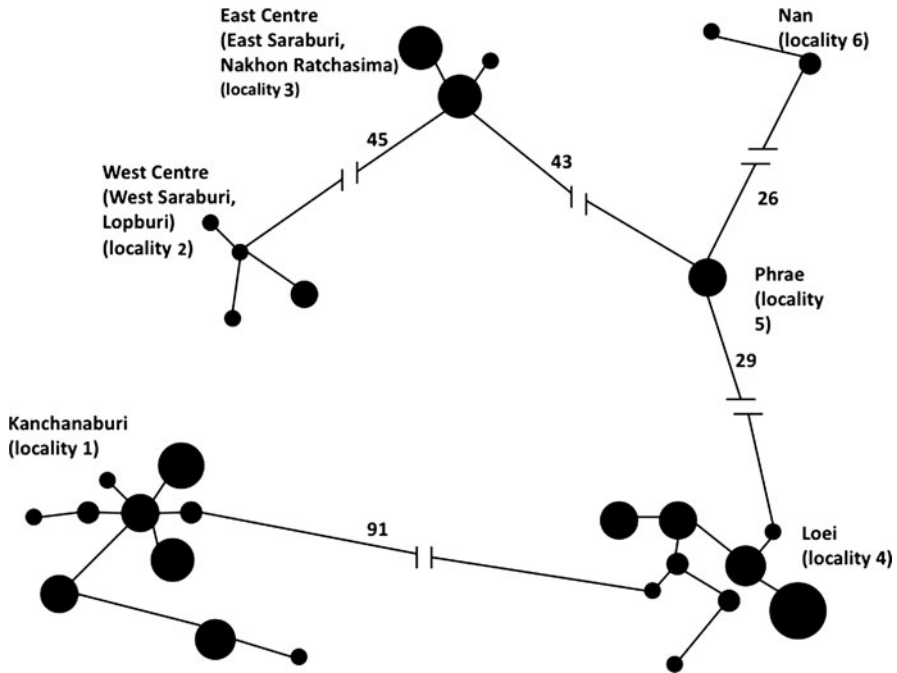 East Centre
(East Saraburi,
Nakhon Ratchasima)
(locality 3)
Nan
(locality 6)
45
43
26
West Centre
(West Saraburi,
Lopburi)
(locality 2)
Phrae
(locality
5)
29
Kanchanaburi
(locality 1)
91
Loei
(locality 4)